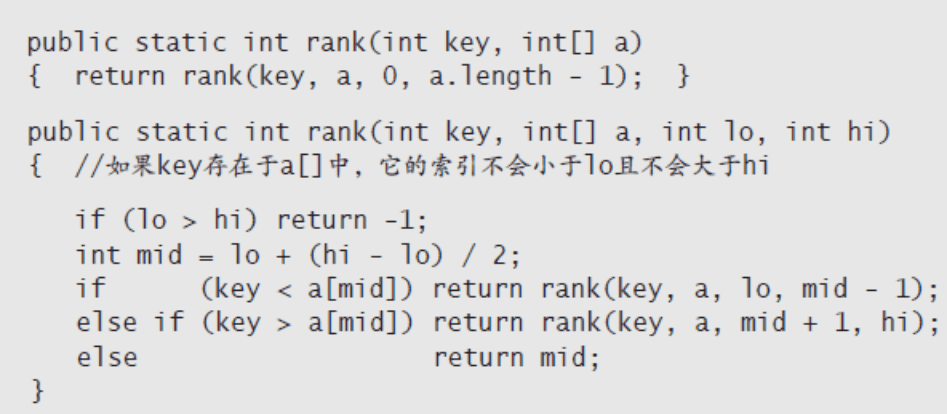 public static int rank(int key, int[] a)
{  return rank(key, a, 0, a.length - 1);  }
public static int rank(int key, int[] a, int lo, int hi)
{  //如果key存在于a[]中，它的索引不会小于lo且不会大于hi
   if (lo > hi) return -1;
   int mid = lo + (hi - lo) / 2;
   if      (key < a[mid]) return rank(key, a, lo, mid - 1);
   else if (key > a[mid]) return rank(key, a, mid + 1, hi);
   else                   return mid;
}